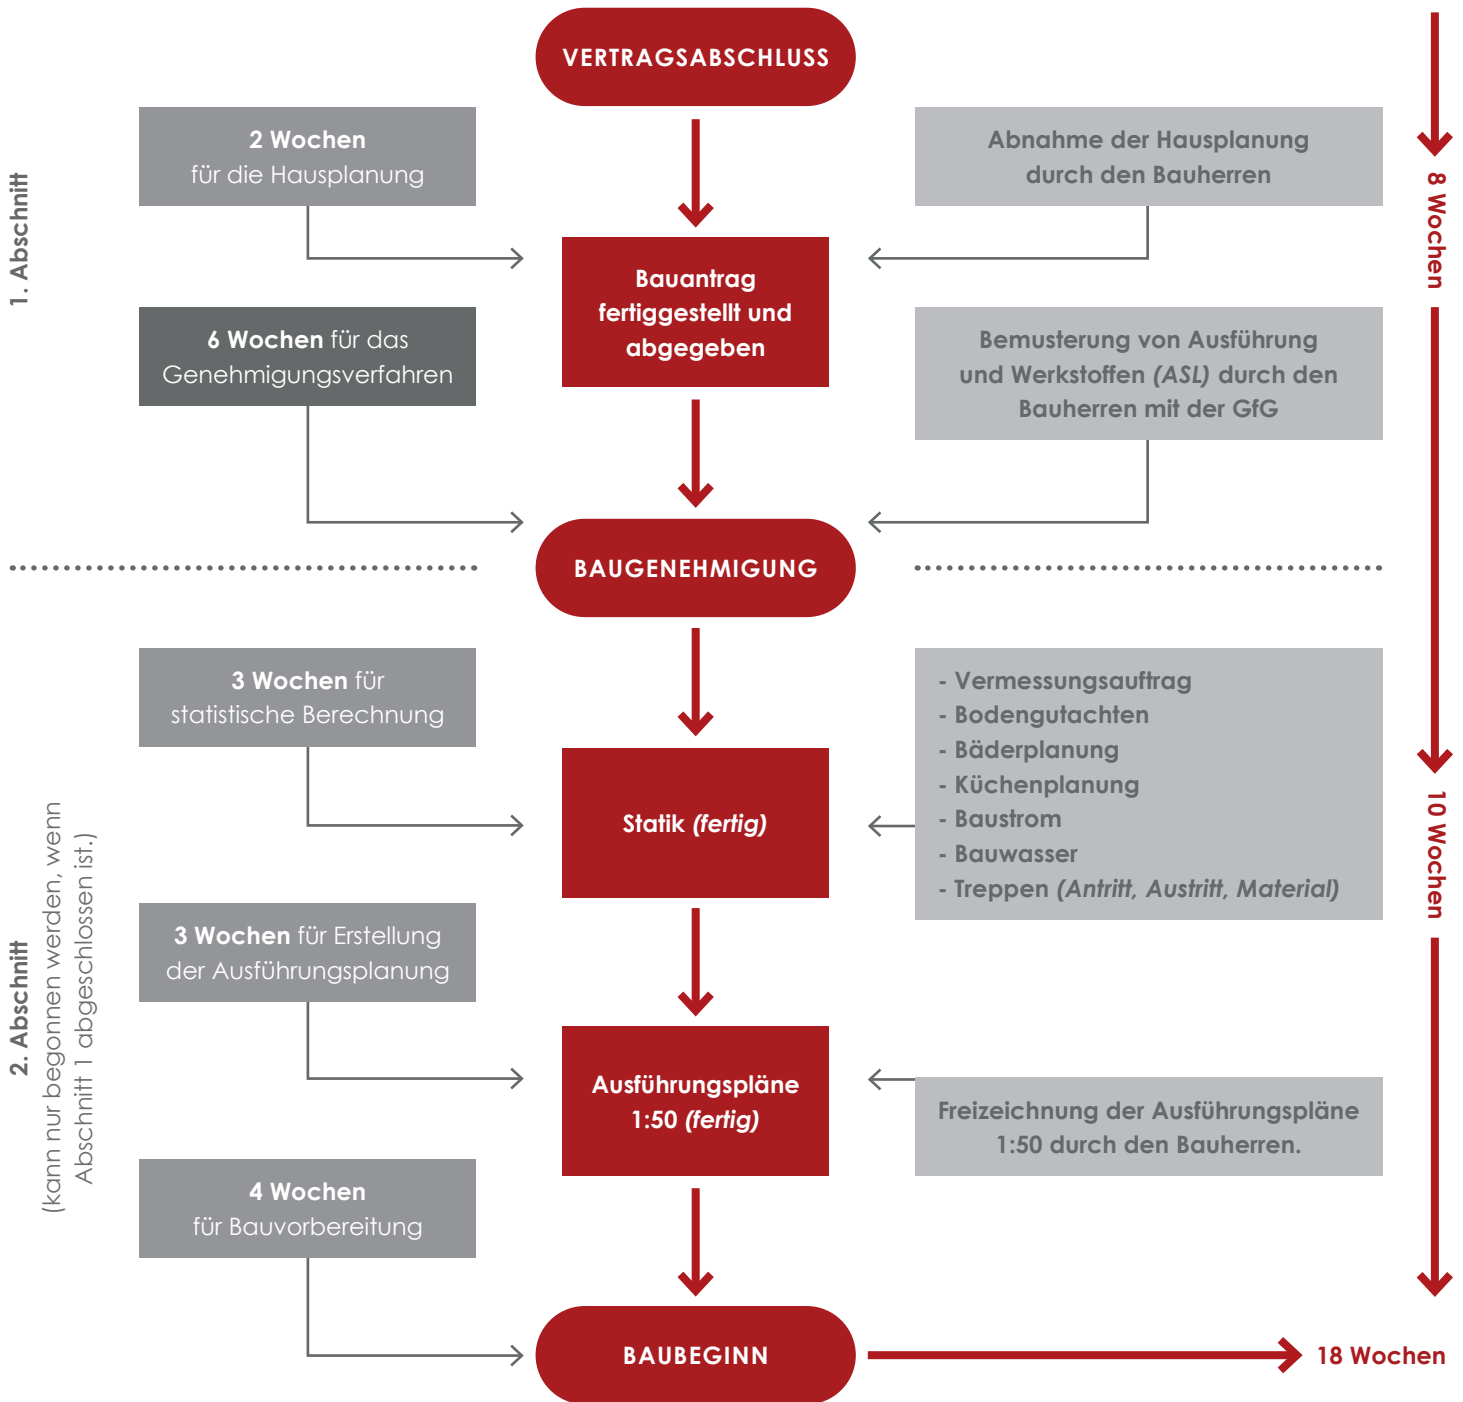 VERTRAGSABSCHLUSS
1. Abschnitt
2 Wochen
für die Hausplanung
Abnahme der Hausplanung
durch den Bauherren
8 Wochen
Bauantrag
fertiggestellt und
abgegeben
6 Wochen für das
Genehmigungsverfahren
Bemusterung von Ausführung
und Werkstoffen (ASL) durch den
Bauherren mit der GfG
BAUGENEHMIGUNG
2. Abschnitt
(kann nur begonnen werden, wenn
Abschnitt 1 abgeschlossen ist.)
3 Wochen für
statistische Berechnung
Statik (fertig)
- Vermessungsauftrag
- Bodengutachten
- Bäderplanung
- Küchenplanung
- Baustrom
- Bauwasser
- Treppen (Antritt, Austritt, Material)
10 Wochen
3 Wochen für Erstellung
der Ausführungsplanung
Ausführungspläne
1:50 (fertig)
Freizeichnung der Ausführungspläne
1:50 durch den Bauherren.
4 Wochen
für Bauvorbereitung
BAUBEGINN
18 Wochen